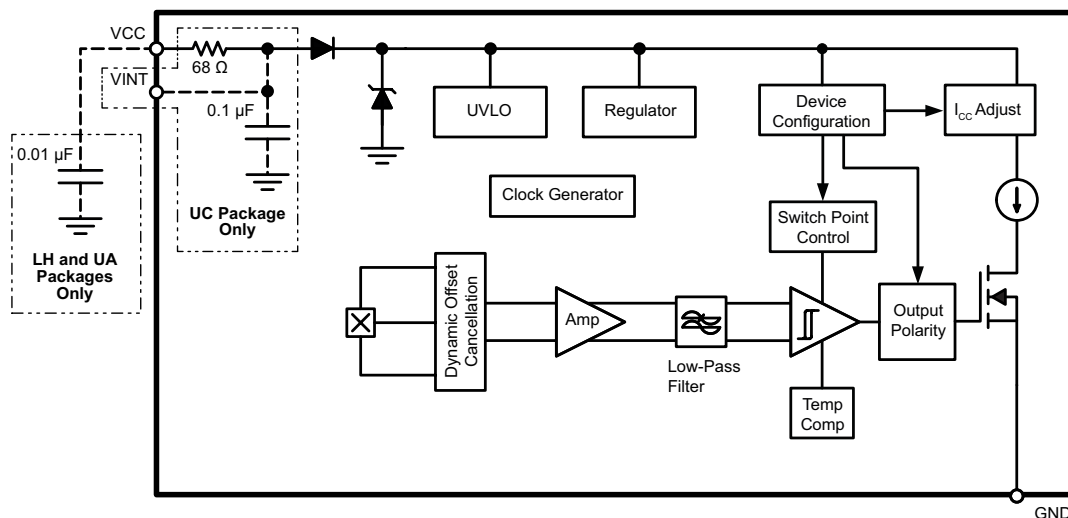 VCC
VINT
68 Ω
0.1 µF
0.01 µF
UC Package
Only
LH and UA
Packages
Only
UVLO
Regulator
Device
Configuration
I_CC Adjust
Clock Generator
Switch Point
Control
Dynamic Offset
Cancellation
Amp
Low-Pass
Filter
Output
Polarity
Temp
Comp
GND